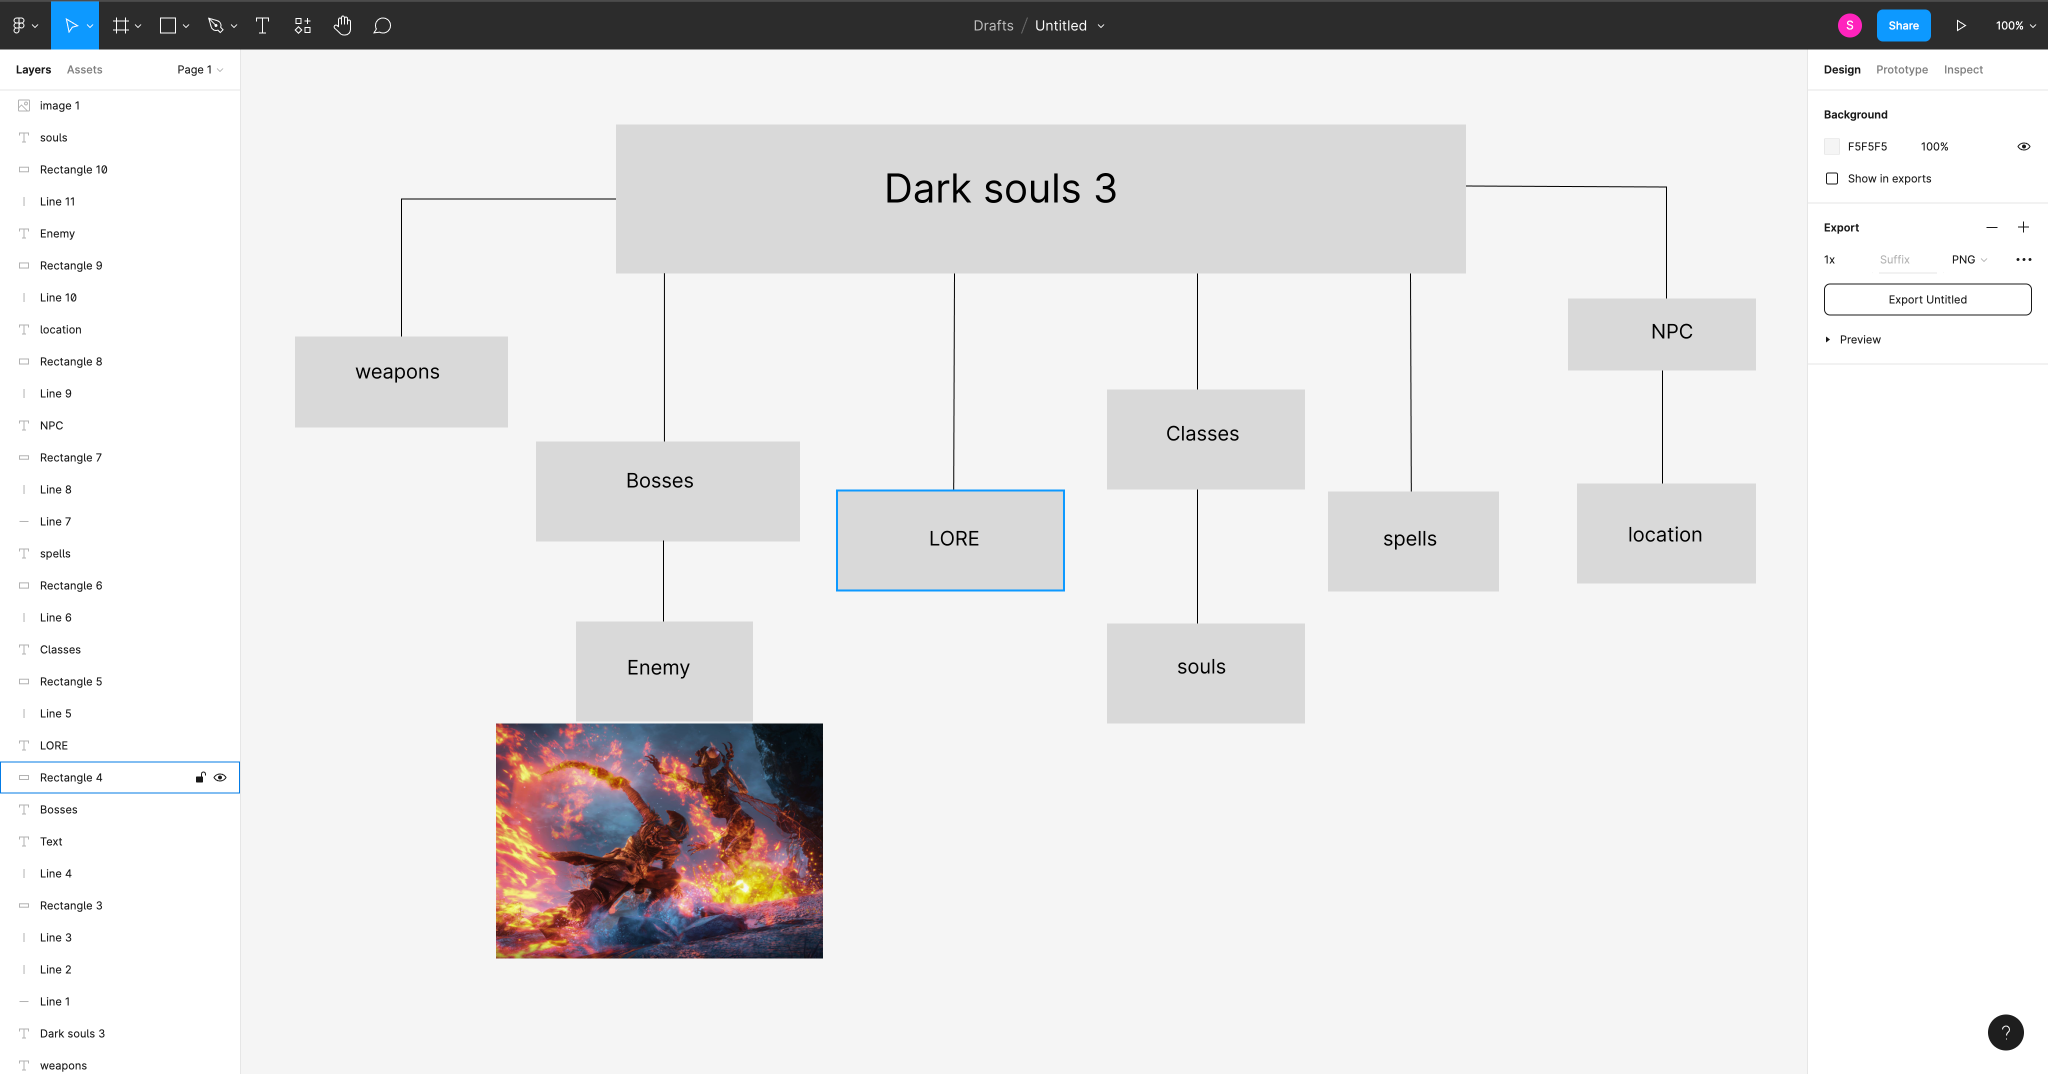 Drafts / Untitled
S
Share
100%
Layers Assets Page 1
image 1
souls
Rectangle 10
Line 11
Enemy
Rectangle 9
Line 10
location
Rectangle 8
Line 9
NPC
Rectangle 7
Line 8
Line 7
spells
Rectangle 6
Line 6
Classes
Rectangle 5
Line 5
LORE
Rectangle 4
Bosses
Text
Line 4
Rectangle 3
Line 3
Line 2
Line 1
Dark souls 3
weapons
Dark souls 3
weapons
Bosses
Enemy
LORE
Classes
souls
spells
NPC
location
Design Prototype Inspect
Background
F5F5F5 100%
Show in exports
Export
1x Suffix PNG
Export Untitled
Preview
?